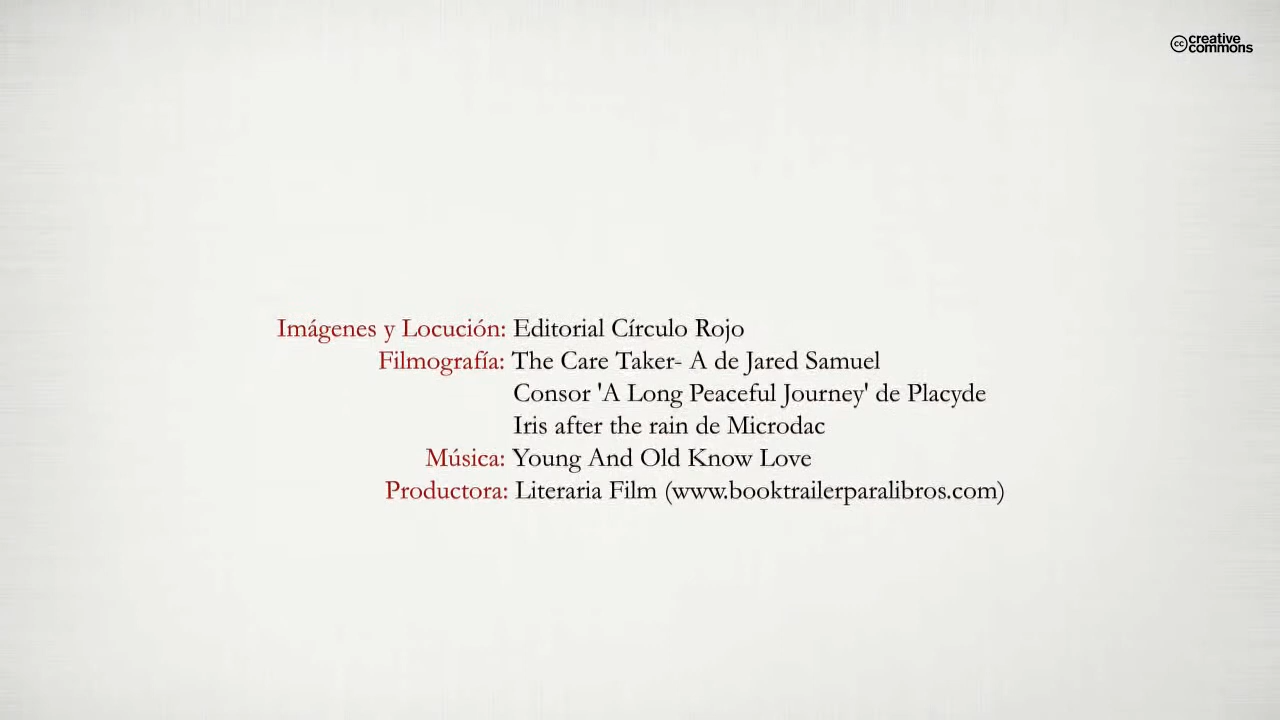 creative
commons
Imágenes y Locución: Editorial Círculo Rojo
Filmografía: The Care Taker- A de Jared Samuel
Consor 'A Long Peaceful Journey' de Placyde
Iris after the rain de Microdac
Música: Young And Old Know Love
Productora: Literaria Film (www.booktrailerparalibros.com)